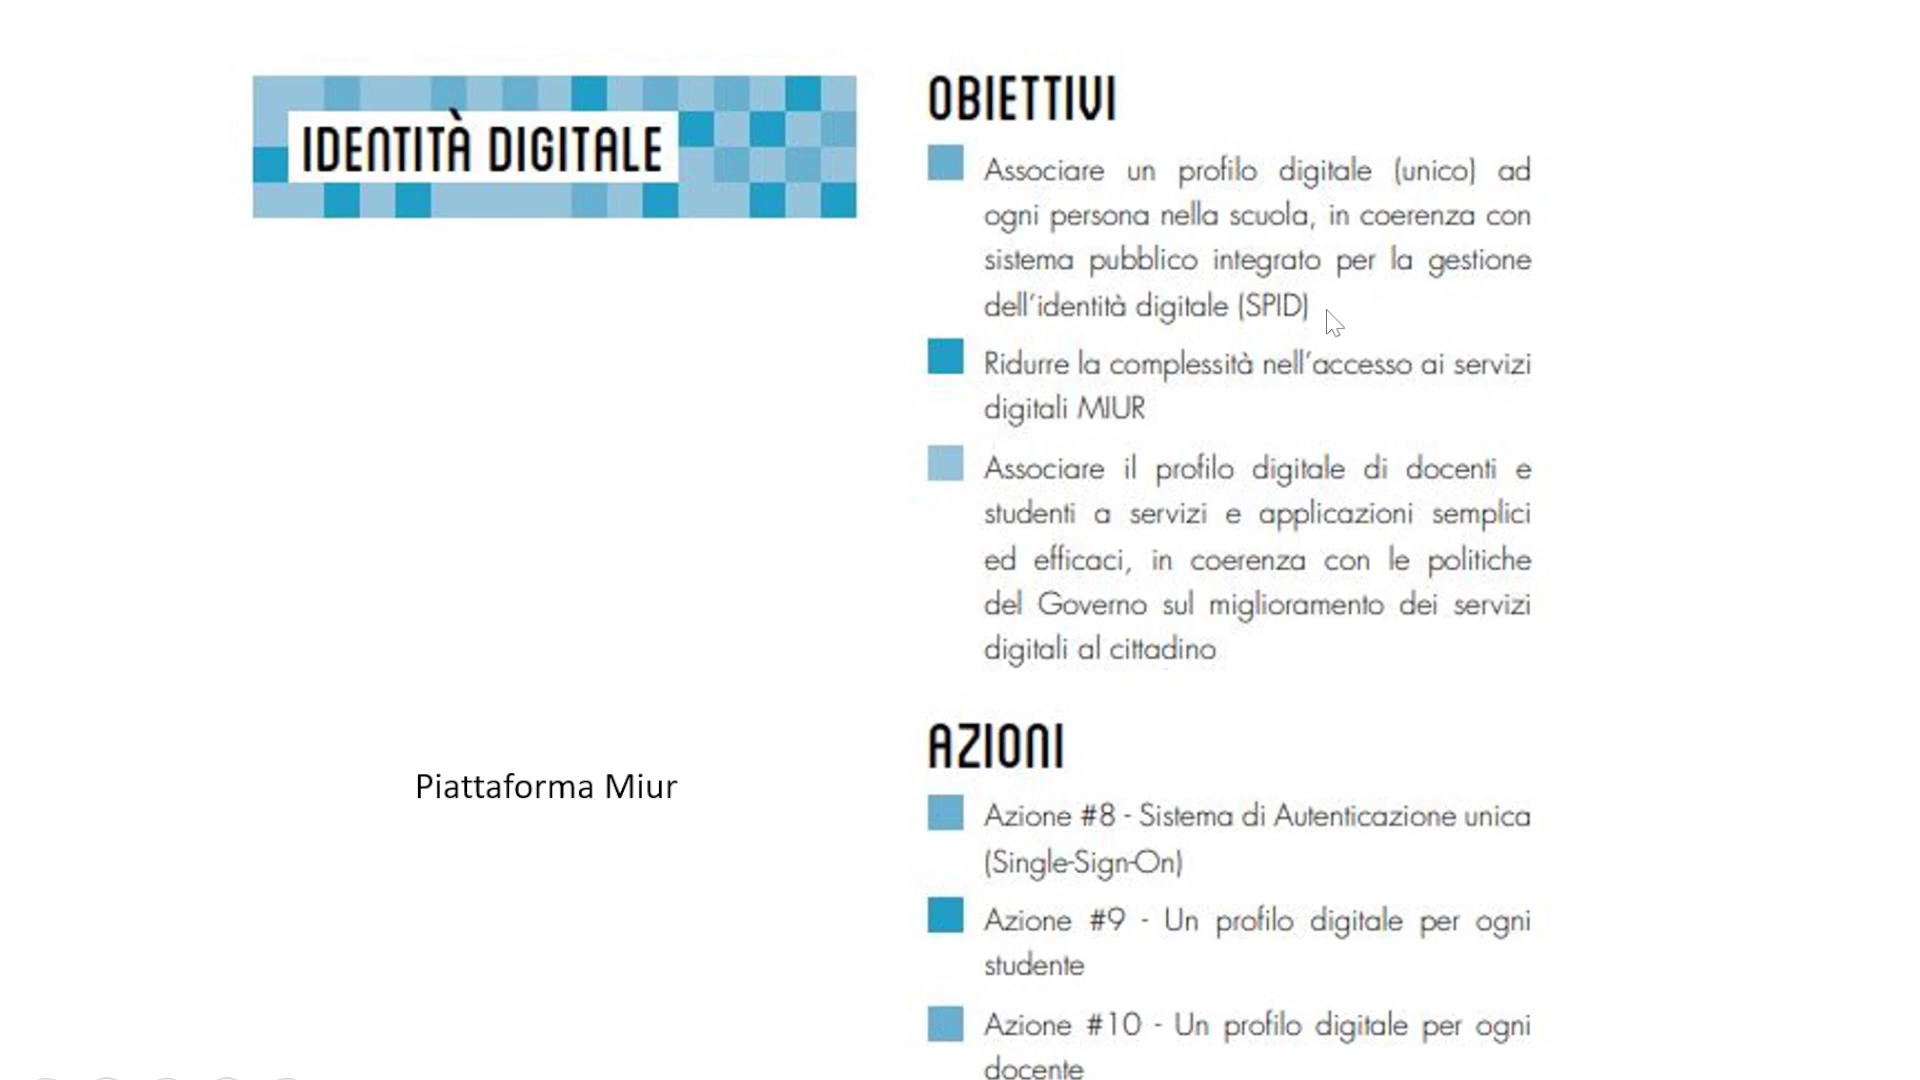 IDENTITÀ DIGITALE
Piattaforma Miur
OBIETTIVI
Associare un profilo digitale (unico) ad
ogni persona nella scuola, in coerenza con
sistema pubblico integrato per la gestione
dell'identità digitale (SPID)
Ridurre la complessità nell'accesso ai servizi
digitali MIUR
Associare il profilo digitale di docenti e
studenti a servizi e applicazioni semplici
ed efficaci, in coerenza con le politiche
del Governo sul miglioramento dei servizi
digitali al cittadino
AZIONI
Azione #8 - Sistema di Autenticazione unica
(Single-Sign-On)
Azione #9 - Un profilo digitale per ogni
studente
Azione #10 - Un profilo digitale per ogni
docente